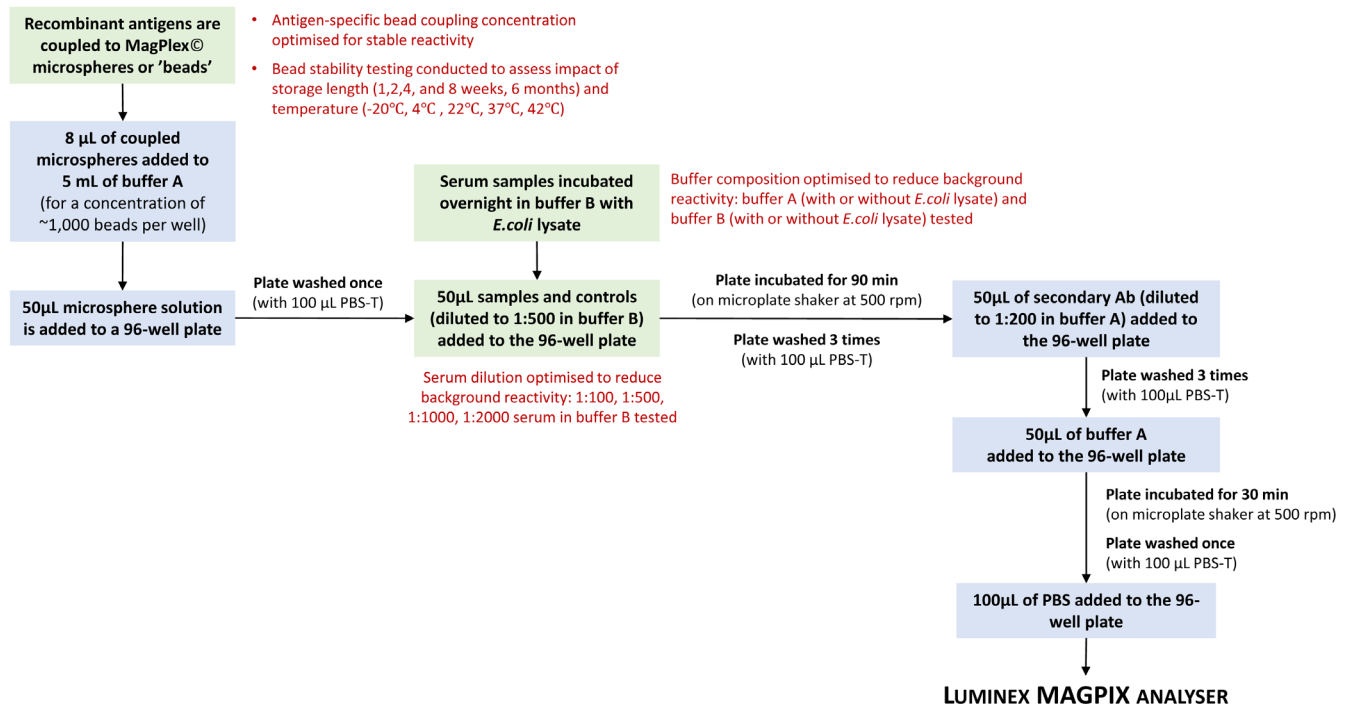 Recombinant antigens are
coupled to MagPlex©
microspheres or ’beads’
• Antigen-specific bead coupling concentration
optimised for stable reactivity
• Bead stability testing conducted to assess impact of
storage length (1,2,4, and 8 weeks, 6 months) and
temperature (-20℃, 4℃ , 22℃, 37℃, 42℃)
8 µL of coupled
microspheres added to
5 mL of buffer A
(for a concentration of
~1,000 beads per well)
Serum samples incubated
overnight in buffer B with
E.coli lysate
Buffer composition optimised to reduce background
reactivity: buffer A (with or without E.coli lysate) and
buffer B (with or without E.coli lysate) tested
50µL microsphere solution
is added to a 96-well plate
Plate washed once
(with 100 µL PBS-T)
50µL samples and controls
(diluted to 1:500 in buffer B)
added to the 96-well plate
Serum dilution optimised to reduce
background reactivity: 1:100, 1:500,
1:1000, 1:2000 serum in buffer B tested
Plate incubated for 90 min
(on microplate shaker at 500 rpm)
Plate washed 3 times
(with 100 µL PBS-T)
50µL of secondary Ab (diluted
to 1:200 in buffer A) added to
the 96-well plate
Plate washed 3 times
(with 100µL PBS-T)
50µL of buffer A
added to the 96-well plate
Plate incubated for 30 min
(on microplate shaker at 500 rpm)
Plate washed once
(with 100 µL PBS-T)
100µL of PBS added to the 96-
well plate
LUMINEX MAGPIX ANALYSER